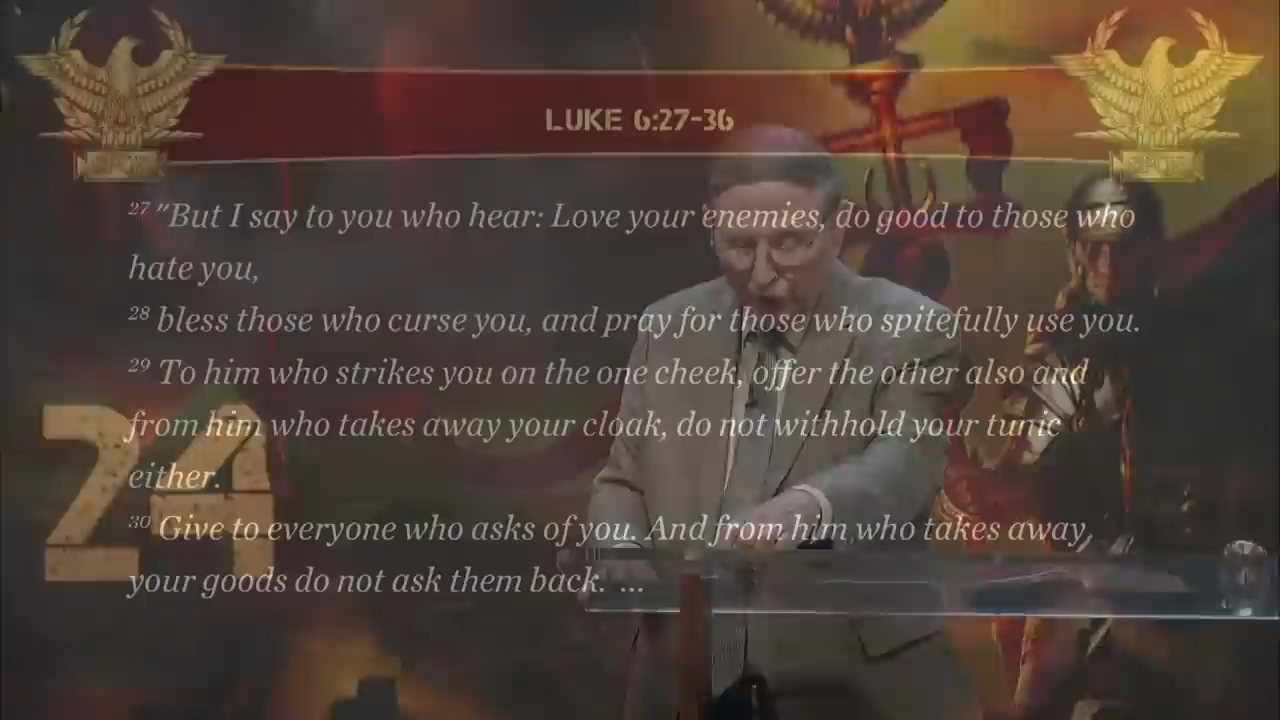 LUKE 6:27-36
27 "But I say to you who hear: Love your enemies, do good to those who
hate you,
28 bless those who curse you, and pray for those who spitefully use you.
29 To him who strikes you on the one cheek, offer the other also and
from him who takes away your cloak, do not withhold your tunic
either.
30 Give to everyone who asks of you. And from him who takes away,
your goods do not ask them back. ...
24